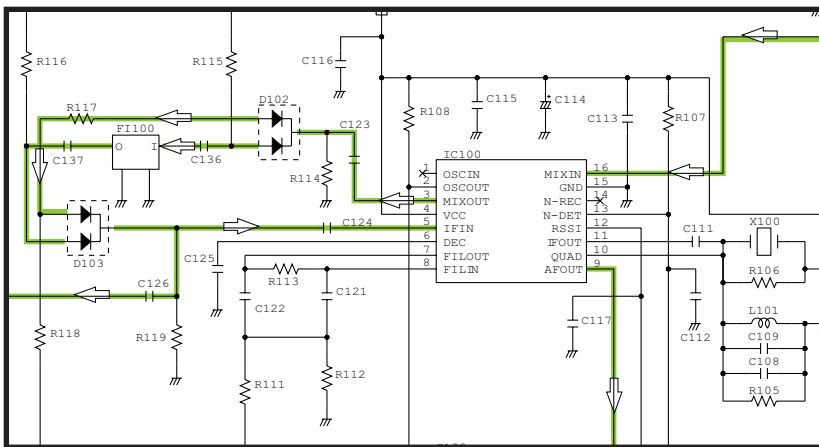 R116
R115
C116
R117
D102
FI100
O
I
C137
C136
C123
R114
R108
C115
C114
C113
R107
IC100
1
OSCIN
MIXIN
16
2
OSCOUT
GND
15
3
MIXOUT
N-REC
14
4
VCC
N-DET
13
5
IFIN
RSSI
12
6
DEC
IFOUT
11
7
FILOUT
QUAD
10
8
FILIN
AFOUT
9
D103
C124
C125
C111
X100
R106
R113
C126
C122
C121
C117
C112
L101
C109
C108
R105
R118
R119
R111
R112